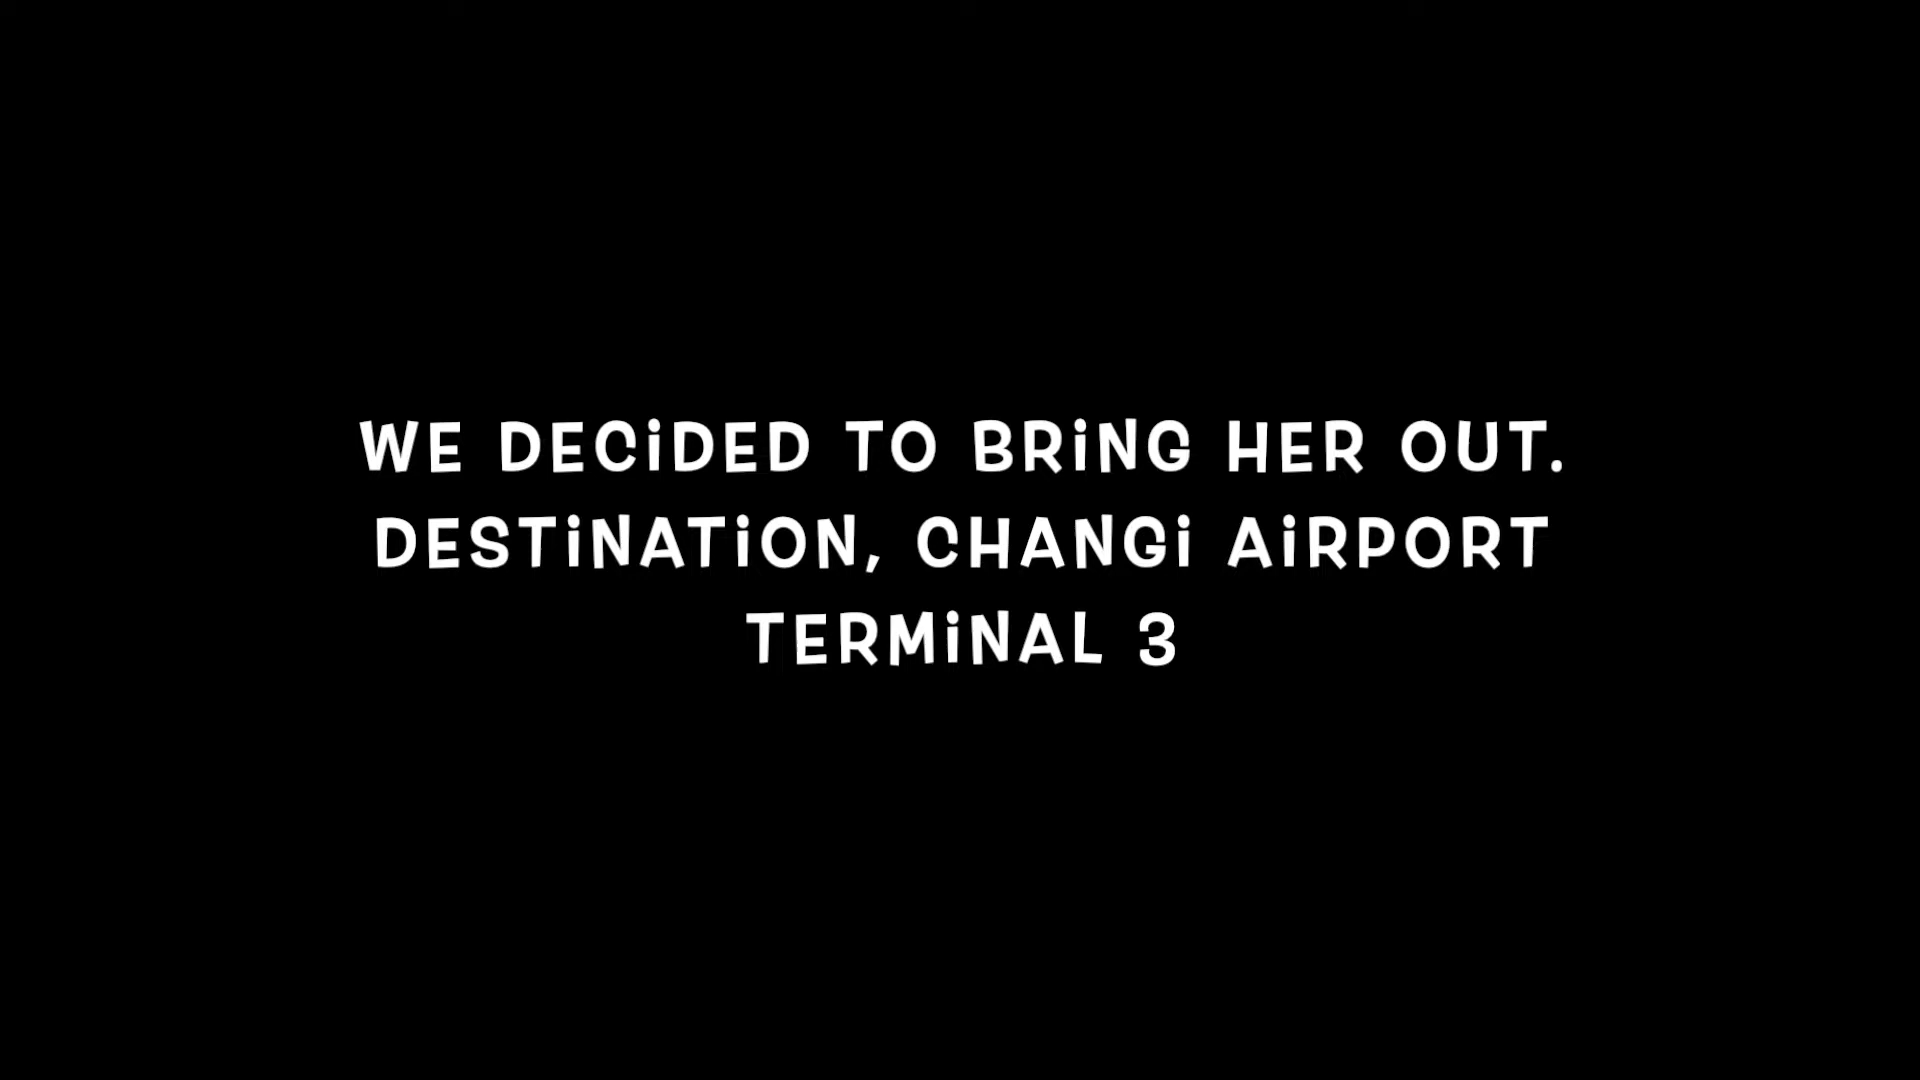 WE DECiDED TO BRiNG HER OUT.
DESTiNATiON, CHANGi AiRPORT
TERMiNAL 3